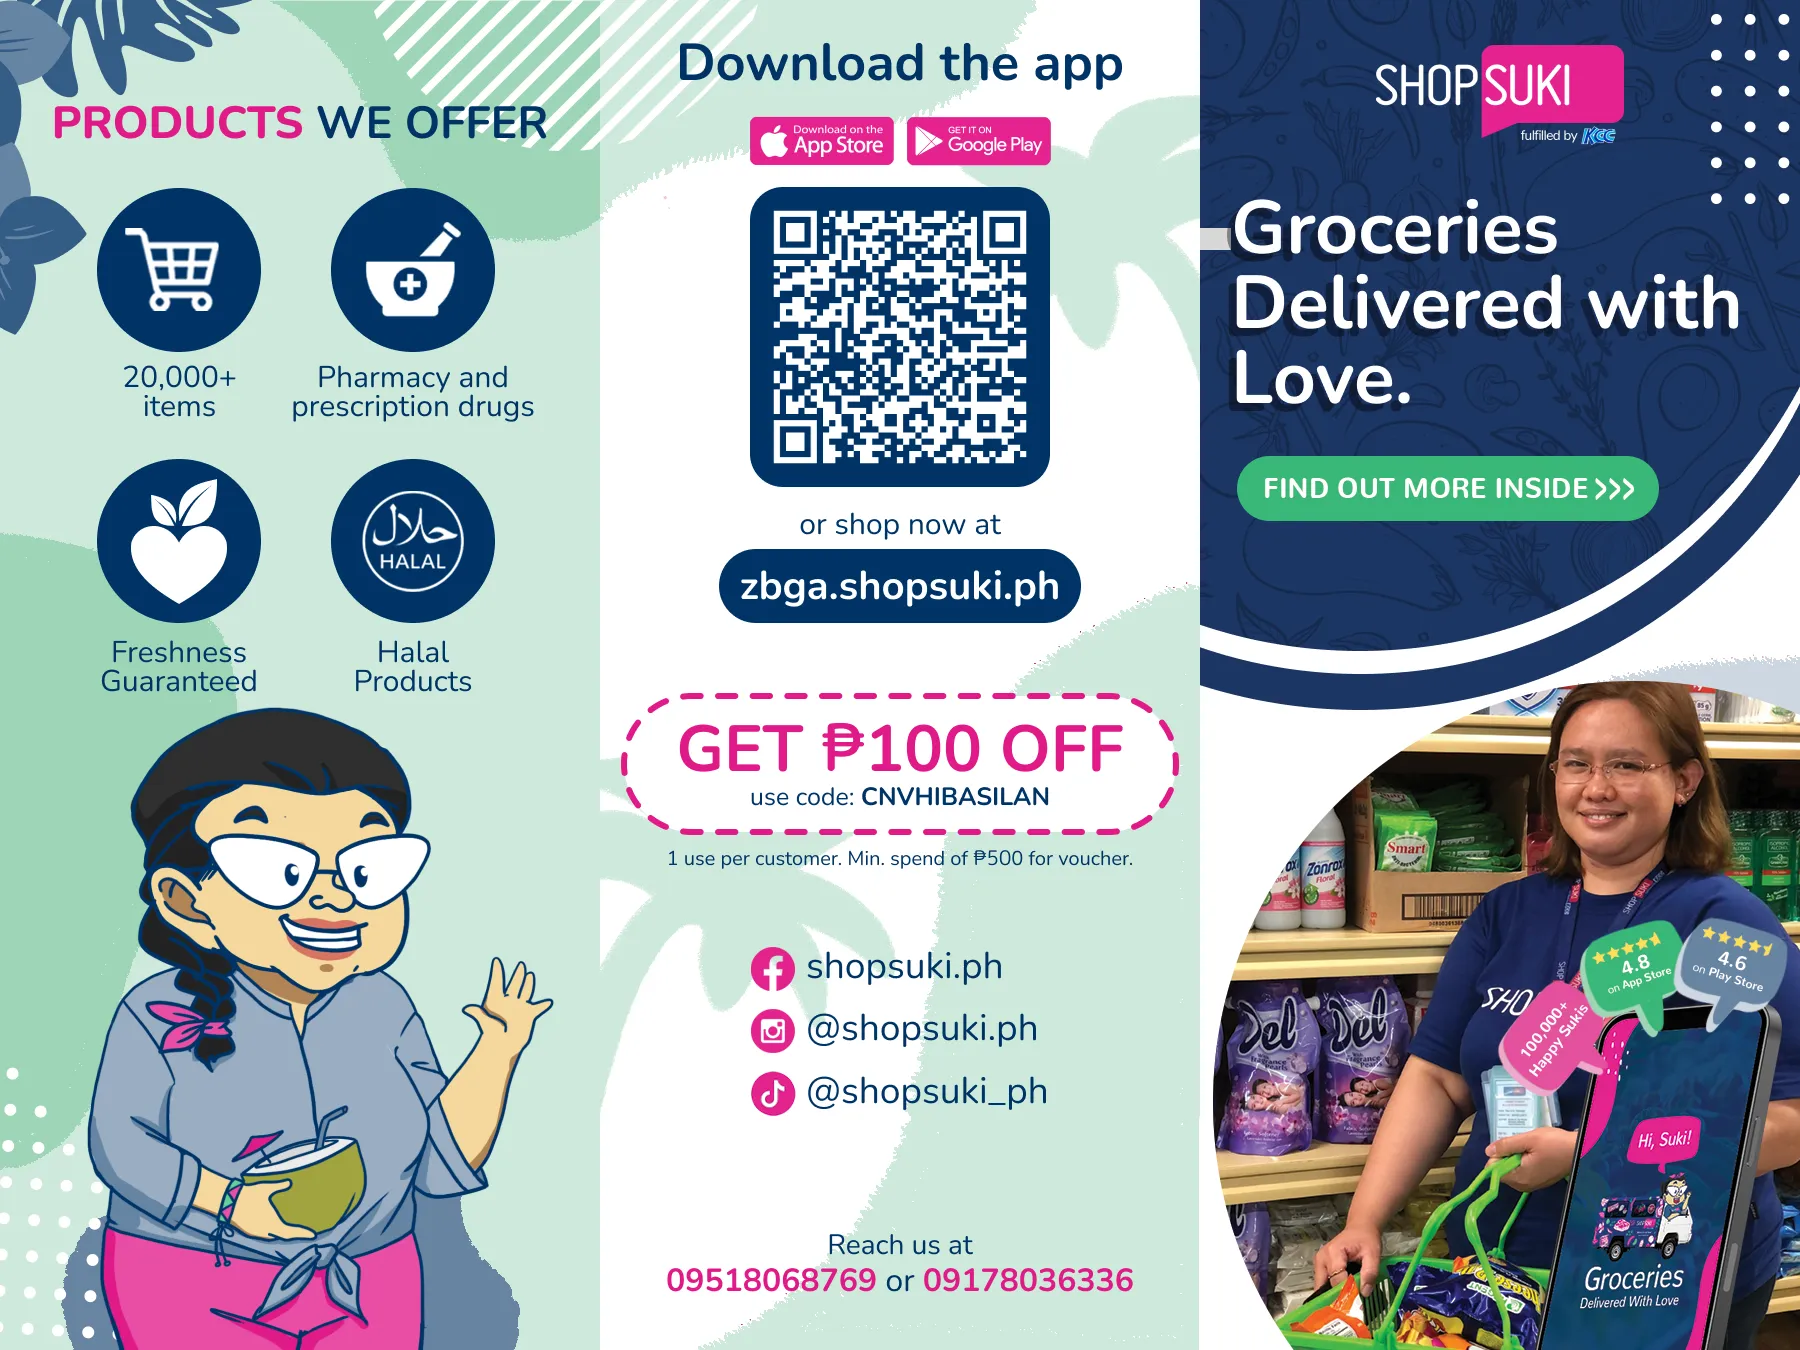 PRODUCTS WE OFFER
20,000+
items
Pharmacy and
prescription drugs
حلال
HALAL
Freshness
Guaranteed
Halal
Products
Download the app
Download on the
App Store
GET IT ON
Google Play
or shop now at
zbga.shopsuki.ph
GET ₱100 OFF
use code: CNVHIBASILAN
1 use per customer. Min. spend of ₱500 for voucher.
shopsuki.ph
@shopsuki.ph
@shopsuki_ph
Reach us at
09518068769 or 09178036336
SHOPSUKI
fulfilled by KCC
Groceries
Delivered with
Love.
FIND OUT MORE INSIDE >>>
Smart
Zonrox
Floral
Del
Del
SHO
4.8
on App Store
4.6
on Play Store
100,000+
Happy Sukis
Hi, Suki!
Groceries
Delivered With Love